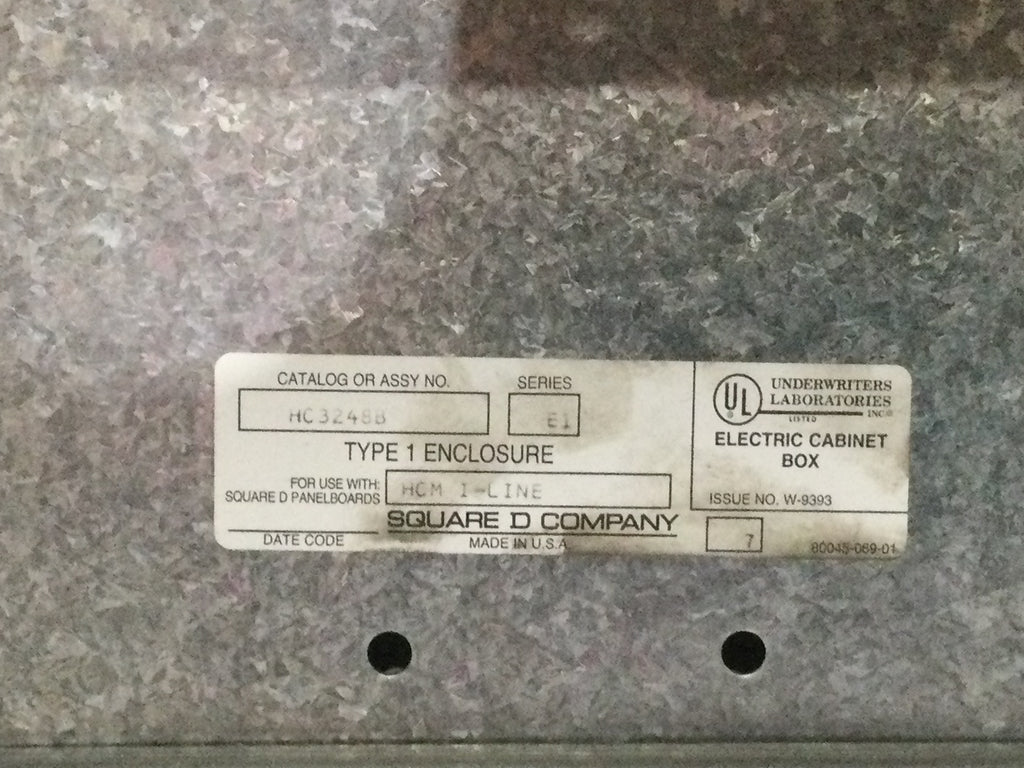 CATALOG OR ASSY NO.
SERIES
HC3248B
E1
TYPE 1 ENCLOSURE
FOR USE WITH:
SQUARE D PANELBOARDS
HCM I-LINE
SQUARE D COMPANY
DATE CODE
MADE IN U.S.A
UL
UNDERWRITERS
LABORATORIES
INC.®
LISTED
ELECTRIC CABINET
BOX
ISSUE NO. W-9393
7
80045-069-01